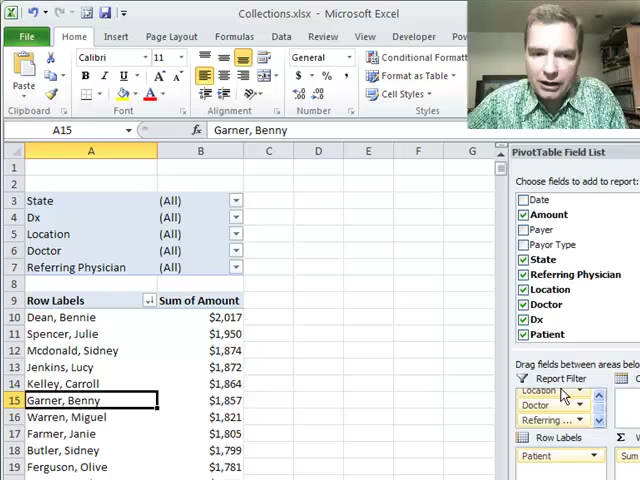 Collections.xlsx - Microsoft Excel
File Home Insert Page Layout Formulas Data Review View Developer
Paste Calibri 11 General Conditional Formatting
B I U A $ % , Format as Table
Cell Styles
Clipboard Font Alignment Number Styles
A15 fx Garner, Benny
A B C D E F G PivotTable Field List
1
2 Choose fields to add to report:
3 State (All) Date
4 Dx (All) Amount
5 Location (All) Payer
6 Doctor (All) Payor Type
7 Referring Physician (All) State
8 Referring Physician
9 Row Labels Sum of Amount Location
10 Dean, Bennie $2,017 Doctor
11 Spencer, Julie $1,950 Dx
12 Mcdonald, Sidney $1,874 Patient
13 Jenkins, Lucy $1,872 Drag fields between areas belo
14 Kelley, Carroll $1,864 Report Filter
Location
15 Garner, Benny $1,857 Doctor
16 Warren, Miguel $1,821 Referring ...
17 Farmer, Janie $1,805 Row Labels Σ
18 Butler, Sidney $1,799 Patient Sum
19 Ferguson, Olive $1,781